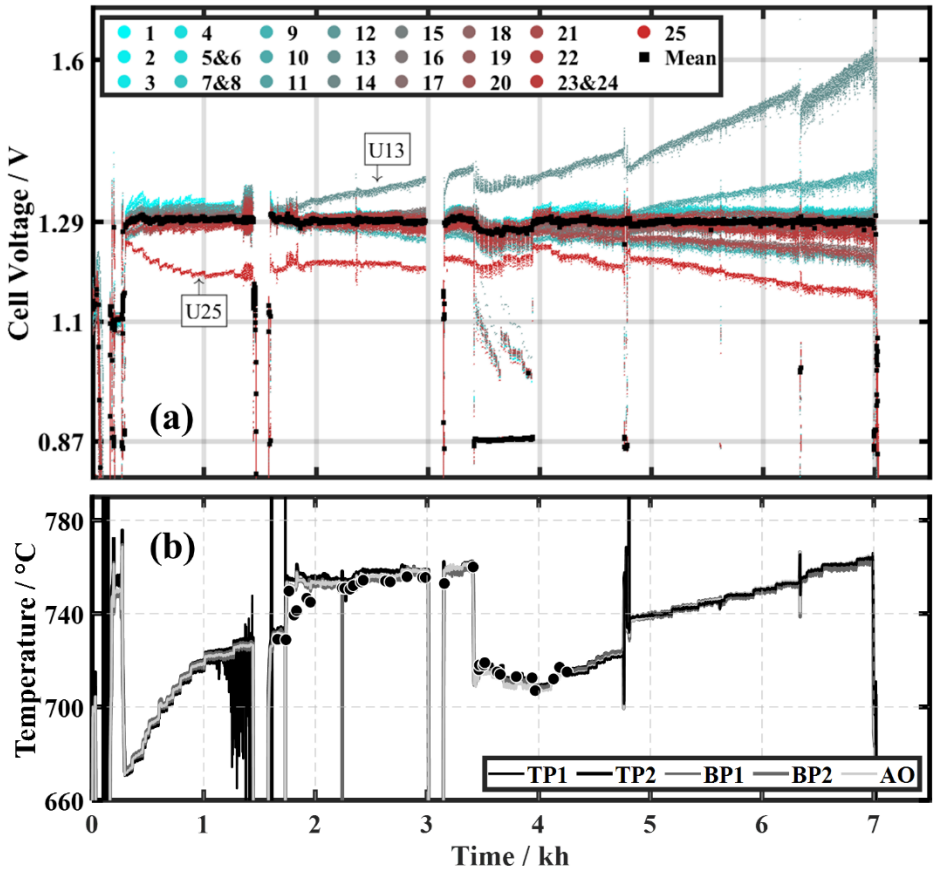 1 4 9 12 15 18 21 25
2 5&6 10 13 16 19 22 Mean
3 7&8 11 14 17 20 23&24
U13
U25
(a)
1.6
1.29
1.1
0.87
Cell Voltage / V
(b)
780
740
700
660
Temperature / °C
TP1 TP2 BP1 BP2 AO
0 1 2 3 4 5 6 7
Time / kh